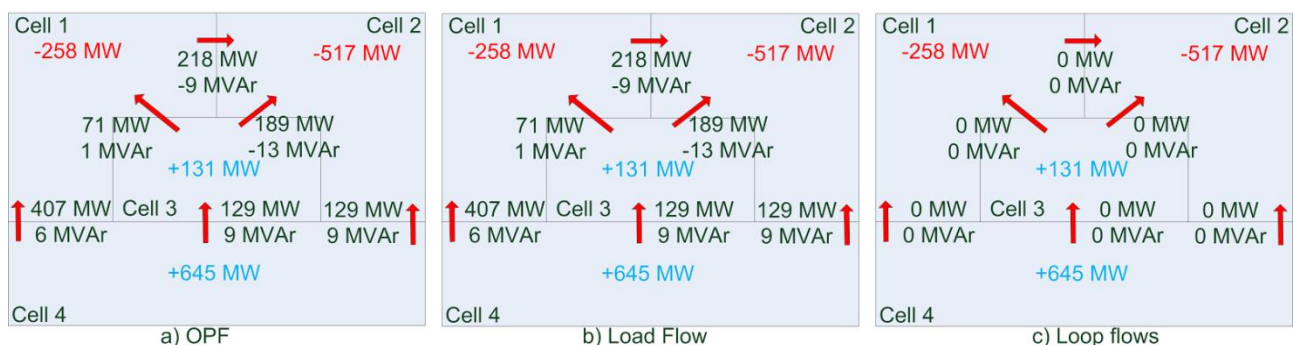 Cell 1 Cell 2
-258 MW -517 MW
218 MW
-9 MVAr
71 MW 189 MW
1 MVAr -13 MVAr
+131 MW
407 MW Cell 3 129 MW 129 MW
6 MVAr 9 MVAr 9 MVAr
+645 MW
Cell 4
a) OPF
Cell 1 Cell 2
-258 MW -517 MW
218 MW
-9 MVAr
71 MW 189 MW
1 MVAr -13 MVAr
+131 MW
407 MW Cell 3 129 MW 129 MW
6 MVAr 9 MVAr 9 MVAr
+645 MW
Cell 4
b) Load Flow
Cell 1 Cell 2
-258 MW -517 MW
0 MW
0 MVAr
0 MW 0 MW
0 MVAr 0 MVAr
+131 MW
0 MW Cell 3 0 MW 0 MW
0 MVAr 0 MVAr 0 MVAr
+645 MW
Cell 4
c) Loop flows